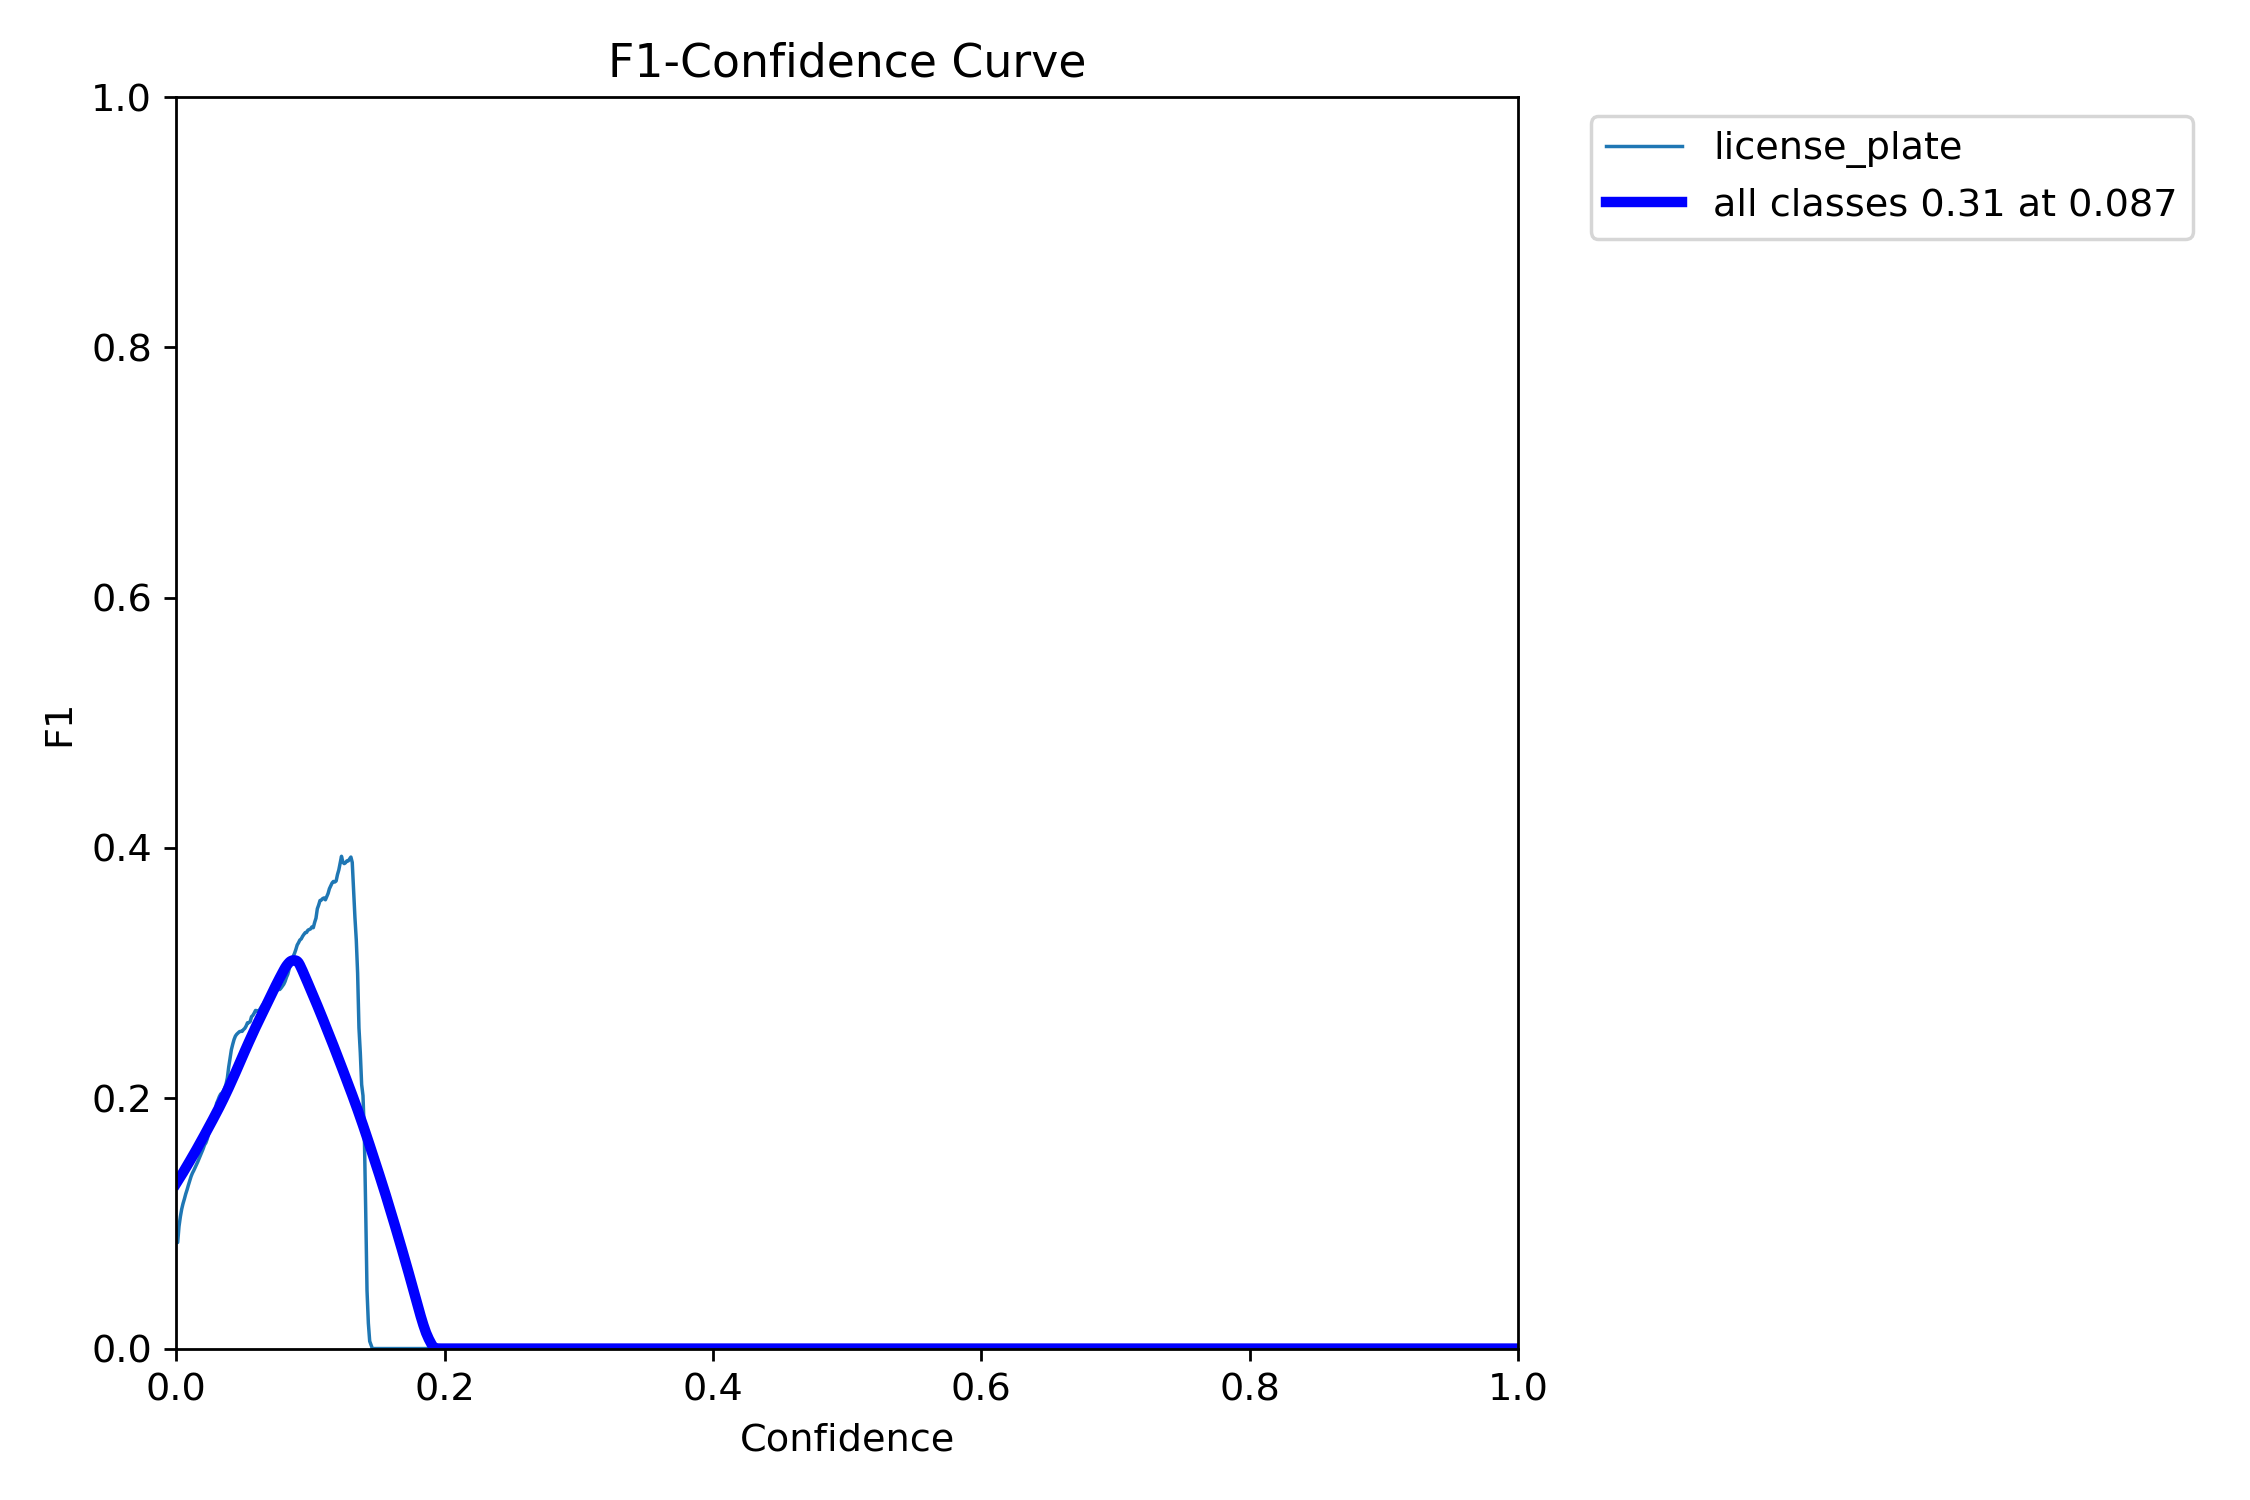 F1-Confidence Curve
1.0
0.8
0.6
0.4
0.2
0.0
F1
0.0 0.2 0.4 0.6 0.8 1.0
Confidence
license_plate
all classes 0.31 at 0.087